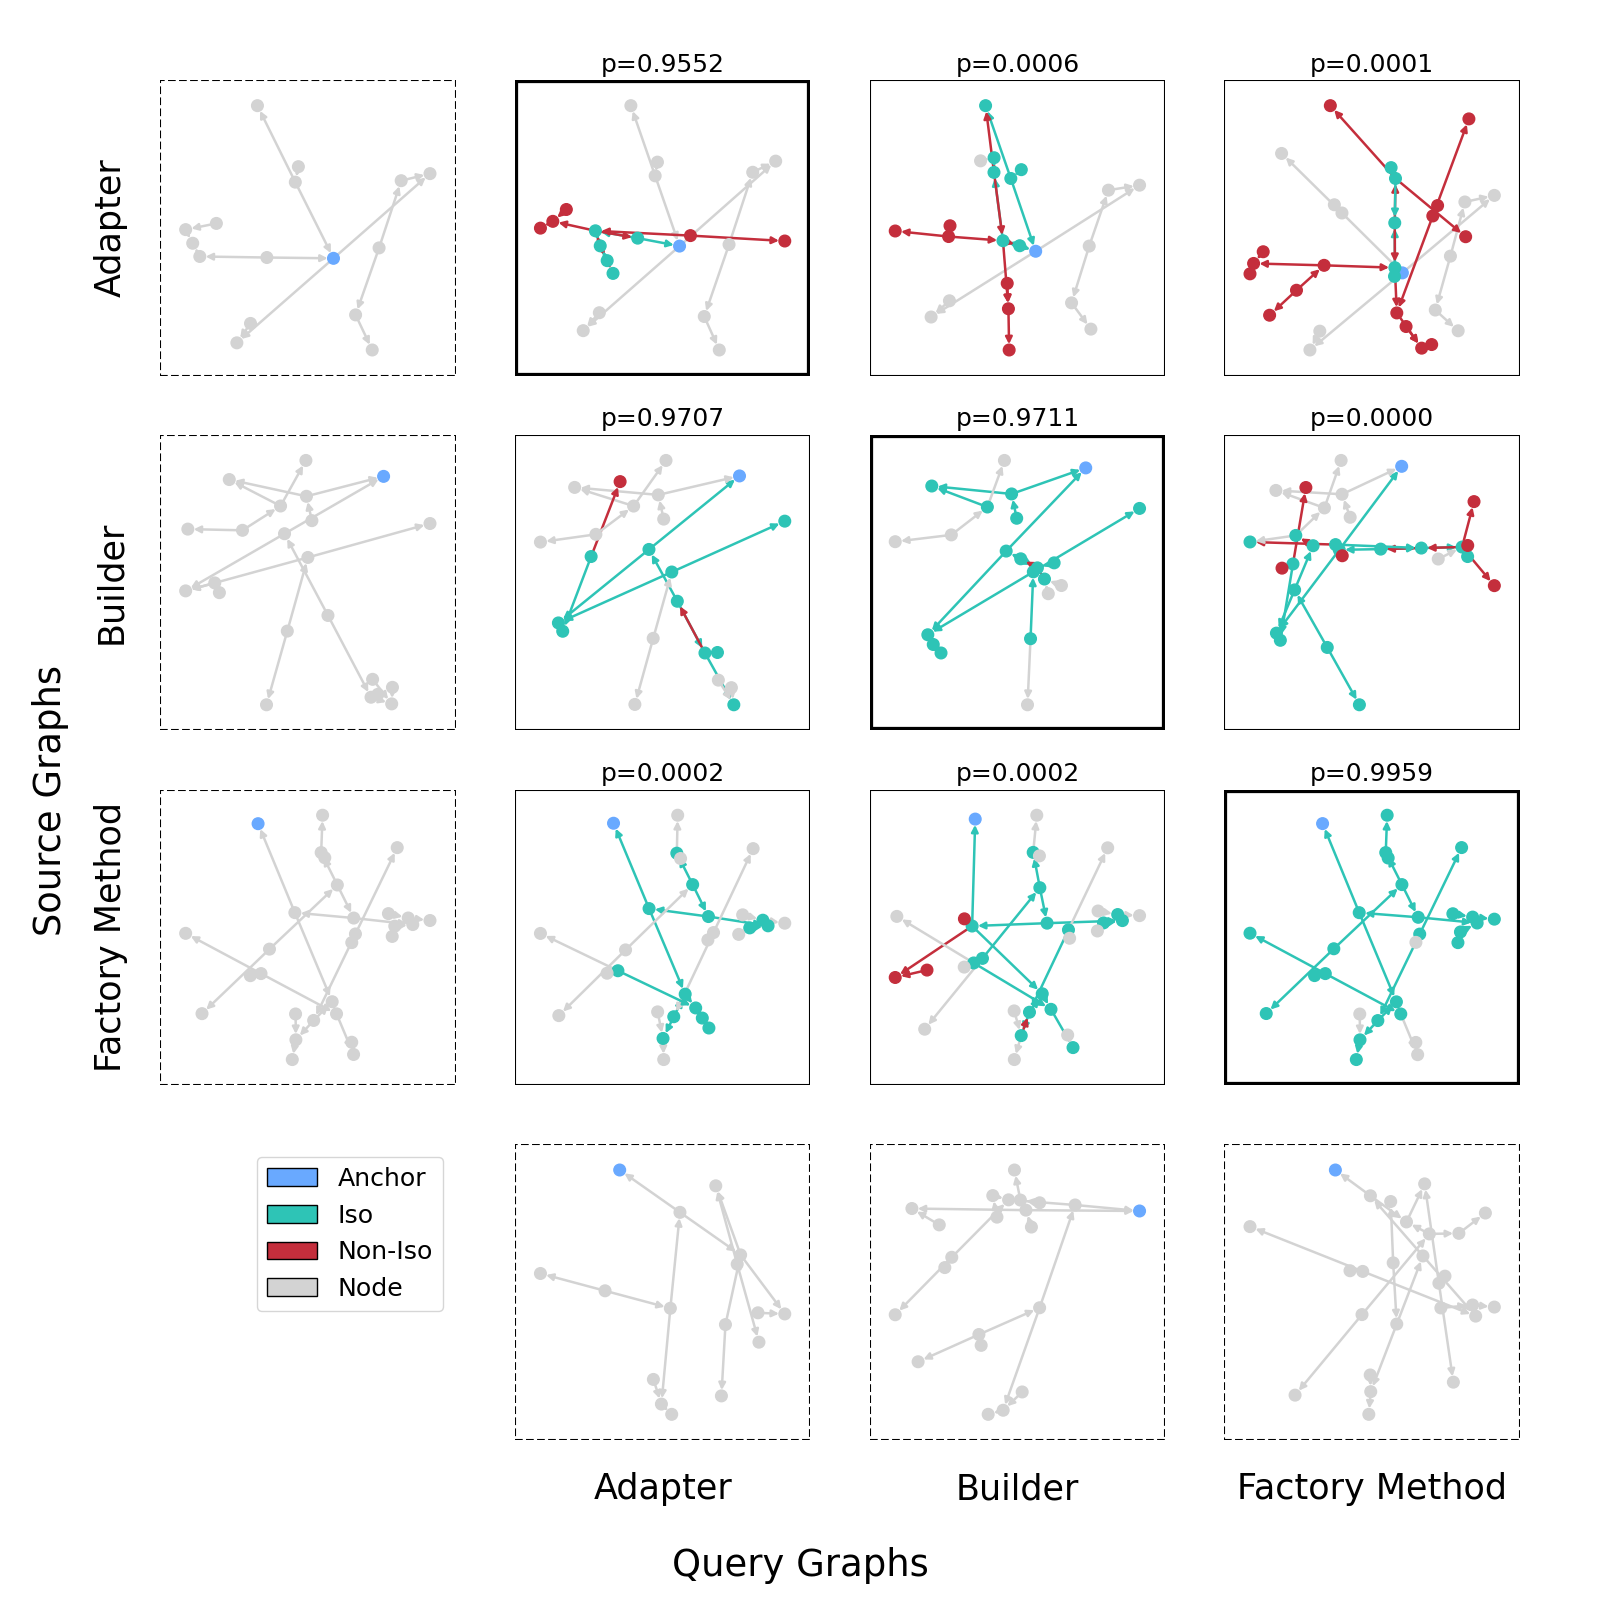 p=0.9552
p=0.0006
p=0.0001
Adapter
p=0.9707
p=0.9711
p=0.0000
Builder
p=0.0002
p=0.0002
p=0.9959
Factory Method
Source Graphs
Anchor
Iso
Non-Iso
Node
Adapter
Builder
Factory Method
Query Graphs